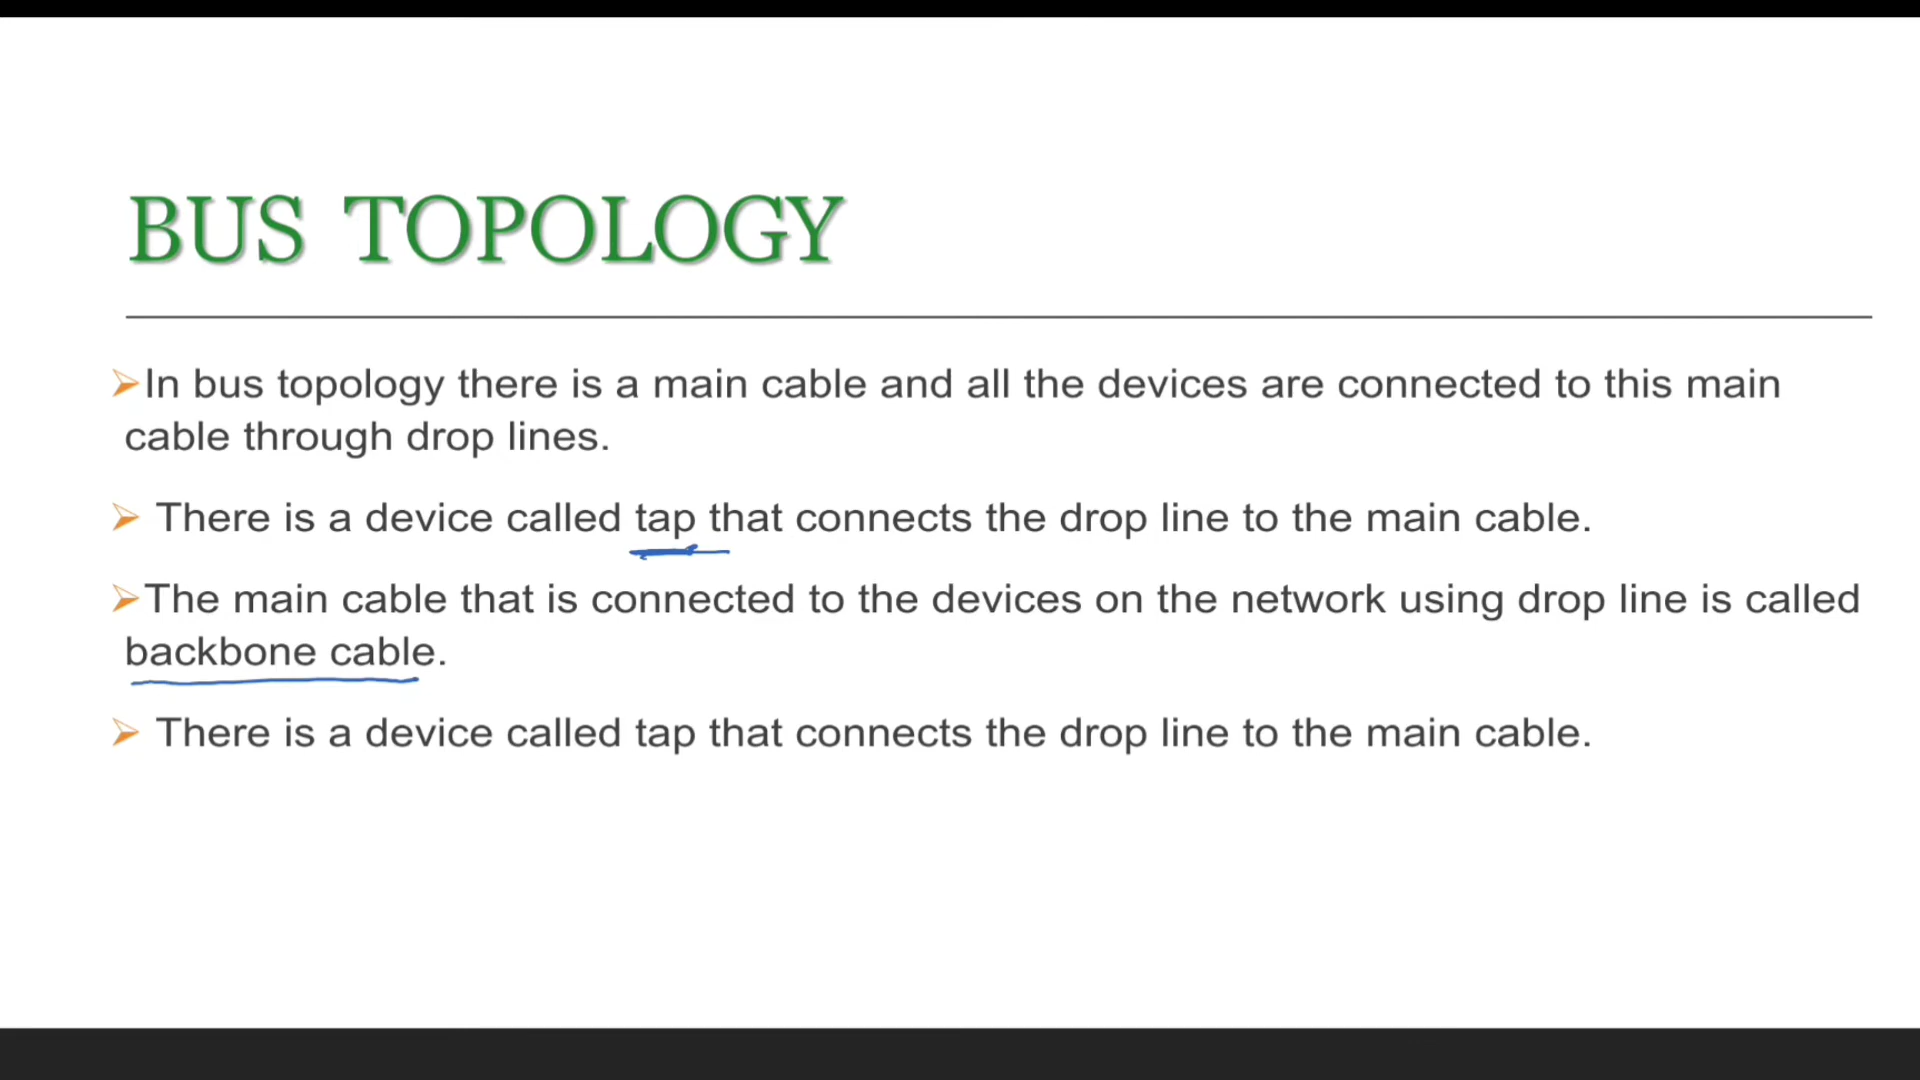 BUS TOPOLOGY
➢In bus topology there is a main cable and all the devices are connected to this main
cable through drop lines.
➢ There is a device called tap that connects the drop line to the main cable.
➢The main cable that is connected to the devices on the network using drop line is called
backbone cable.
➢ There is a device called tap that connects the drop line to the main cable.